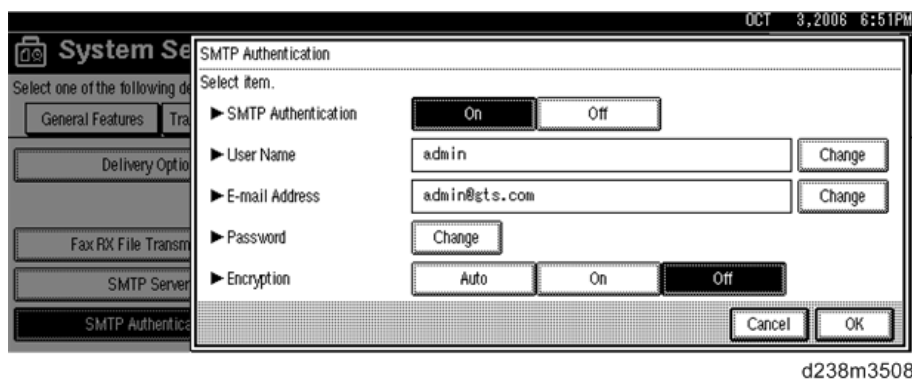 OCT 3,2006 6:51PM
System Se
SMTP Authentication
Select one of the following de
Select item.
General Features Tra
►SMTP Authentication On Off
Delivery Optio
►User Name admin Change
►E-mail Address admin@gts.com Change
Fax RX File Transm
►Password Change
SMTP Server
►Encryption Auto On Off
SMTP Authentica
Cancel OK
d238m3508